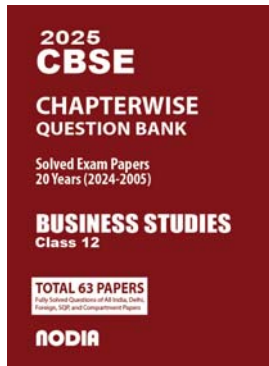 2025
CBSE
CHAPTERWISE
QUESTION BANK
Solved Exam Papers
20 Years (2024-2005)
BUSINESS STUDIES
Class 12
TOTAL 63 PAPERS
Fully Solved Questions of All India, Delhi,
Foreign, SQP, and Compartment Papers
NODIA